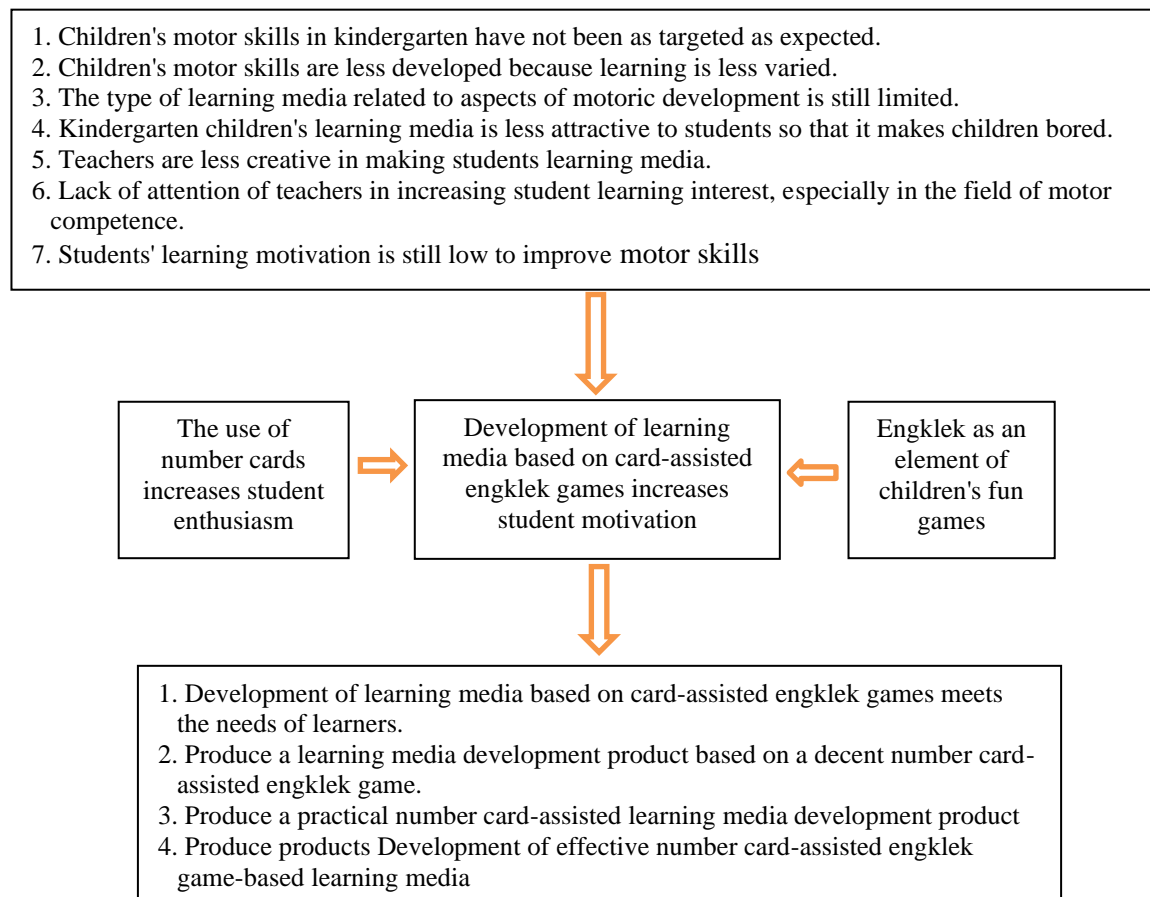 1. Children's motor skills in kindergarten have not been as targeted as expected.
2. Children's motor skills are less developed because learning is less varied.
3. The type of learning media related to aspects of motoric development is still limited.
4. Kindergarten children's learning media is less attractive to students so that it makes children bored.
5. Teachers are less creative in making students learning media.
6. Lack of attention of teachers in increasing student learning interest, especially in the field of motor
competence.
7. Students' learning motivation is still low to improve motor skills
The use of
number cards
increases student
enthusiasm
Development of learning
media based on card-assisted
engklek games increases
student motivation
Engklek as an
element of
children's fun
games
1. Development of learning media based on card-assisted engklek games meets
the needs of learners.
2. Produce a learning media development product based on a decent number card-
assisted engklek game.
3. Produce a practical number card-assisted learning media development product
4. Produce products Development of effective number card-assisted engklek
game-based learning media